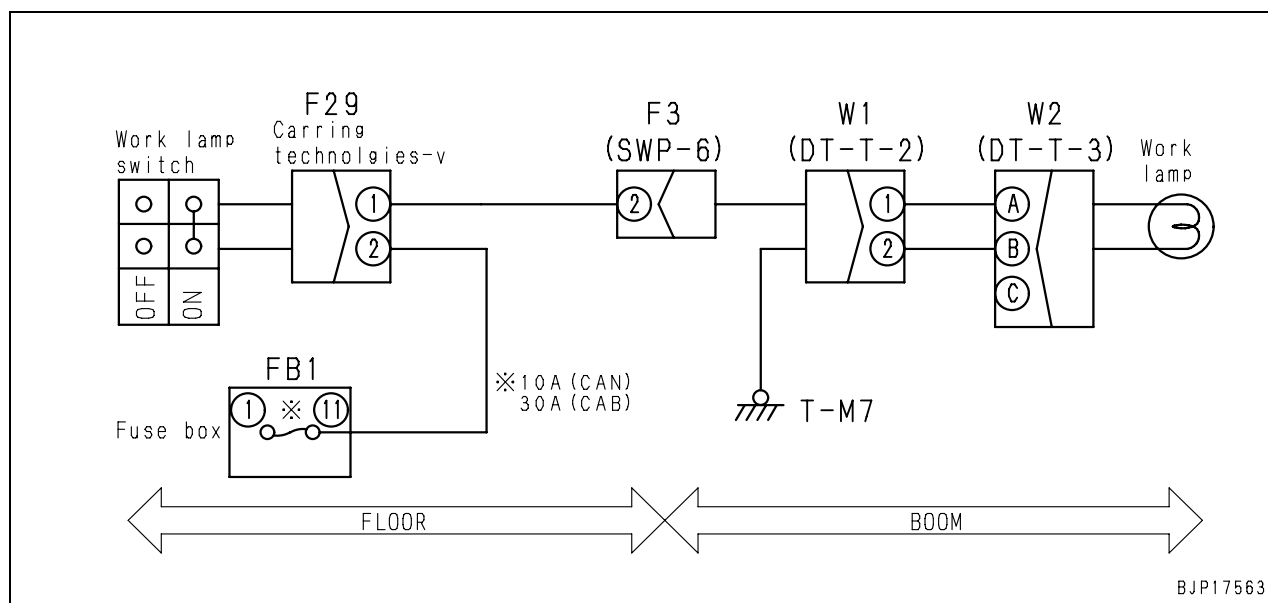 Work lamp
switch
F29
Carring
technolgies-v
F3
(SWP-6)
W1
(DT-T-2)
W2
(DT-T-3)
Work
lamp
1
2
2
1
2
A
B
C
OFF
ON
FB1
1 ※ 11
Fuse box
※10A(CAN)
30A(CAB)
T-M7
FLOOR
BOOM
BJP17563